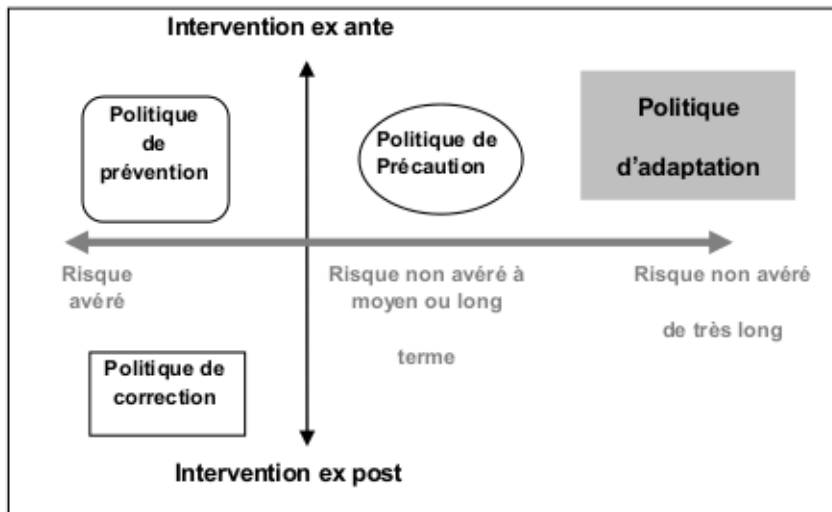 Intervention ex ante
Politique
de
prévention
Politique de
Précaution
Politique
d'adaptation
Risque
avéré
Risque non avéré à
moyen ou long
terme
Risque non avéré
de très long
Politique de
correction
Intervention ex post